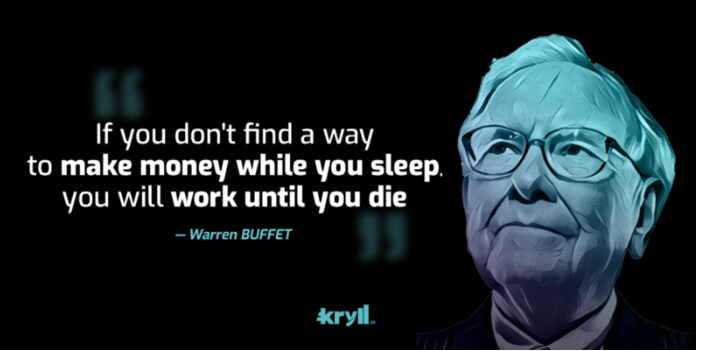 “
If you don't find a way
to make money while you sleep,
you will work until you die
”
— Warren BUFFET
kryll.io